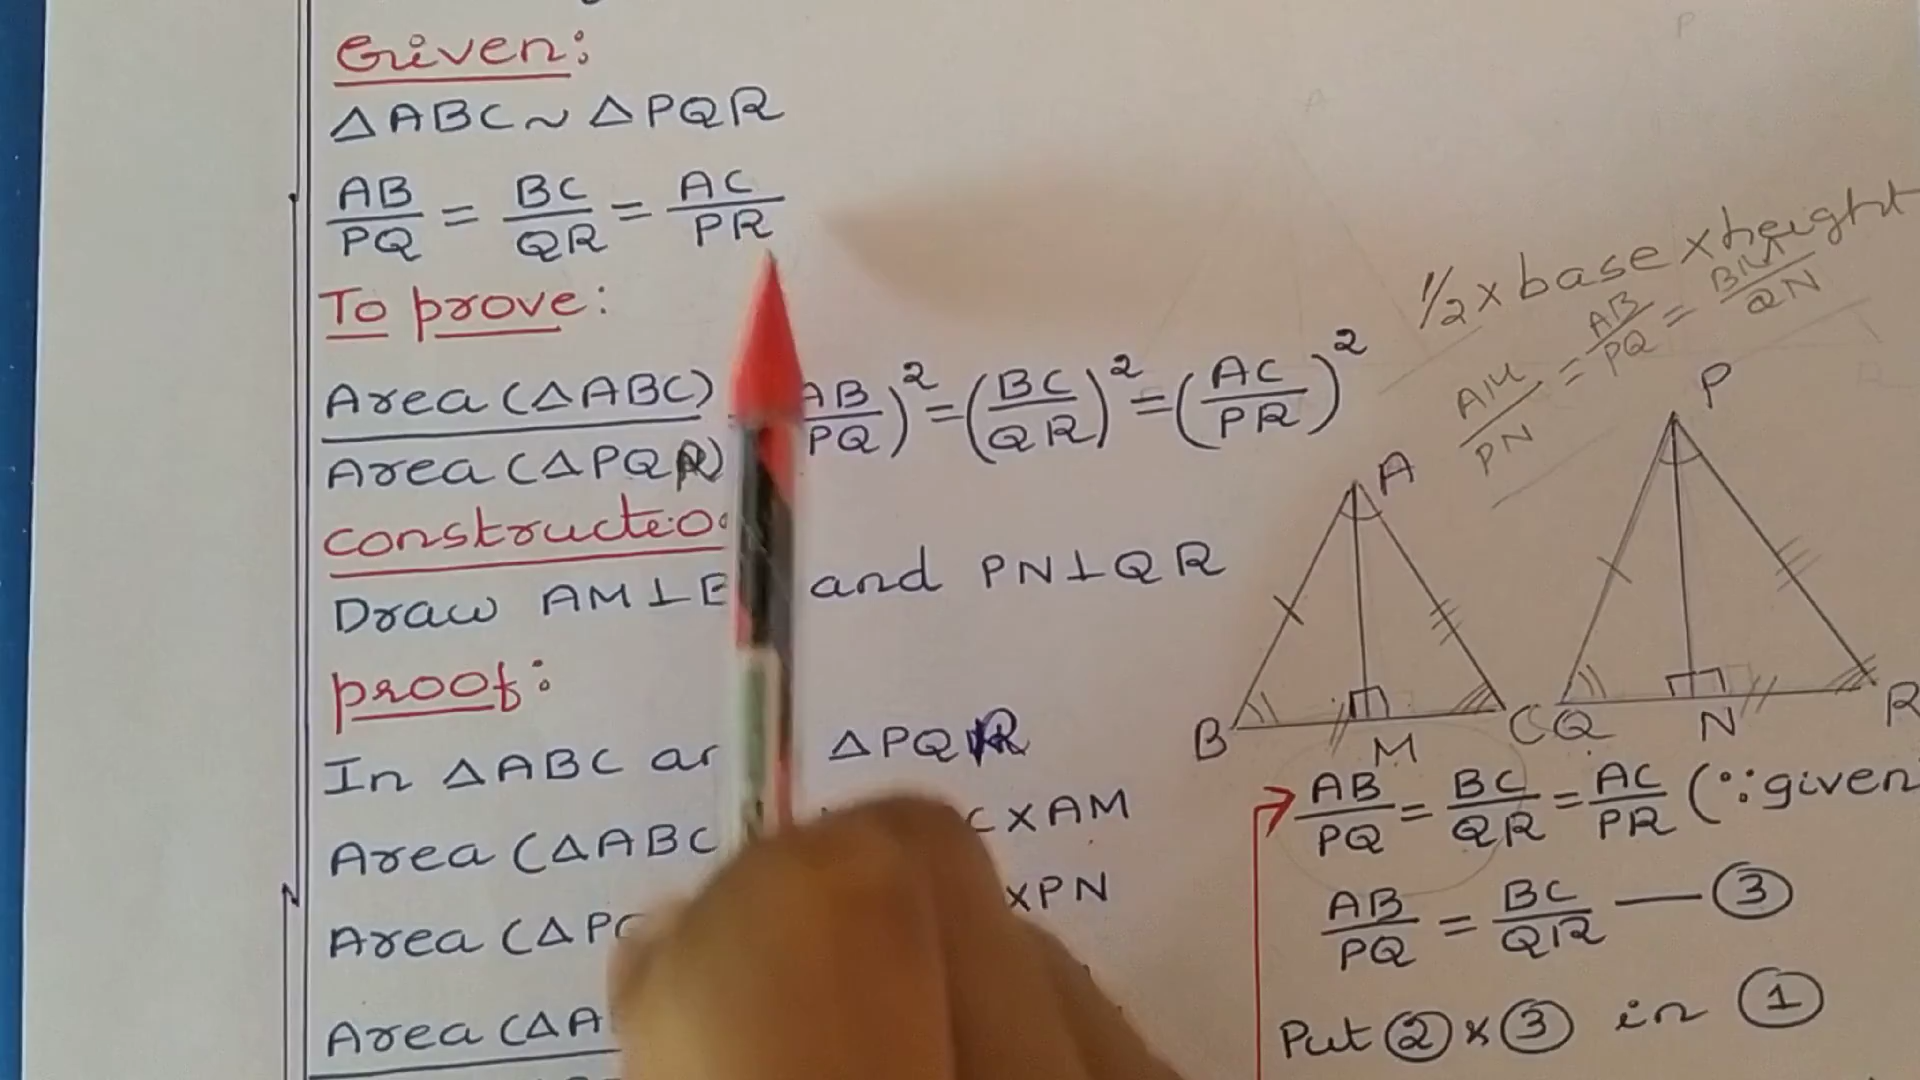 Given:
△ABC ~ △PQR
AB/PQ = BC/QR = AC/PR
To prove:
Area (△ABC) / Area (△PQR) AB/PQ)² = (BC/QR)² = (AC/PR)²
Draw AM⊥ and PN⊥QR
proof:
In △ABC △PQR
Area (△ABC × AM
Area (△P × PN
Area (△A
1/2 × base × height
AM/PN = AB/PQ = BM/QN
A
B M C
P
Q N R
AB/PQ = BC/QR = AC/PR (∵ given
AB/PQ = BC/QR — ③
Put ② & ③ in ①